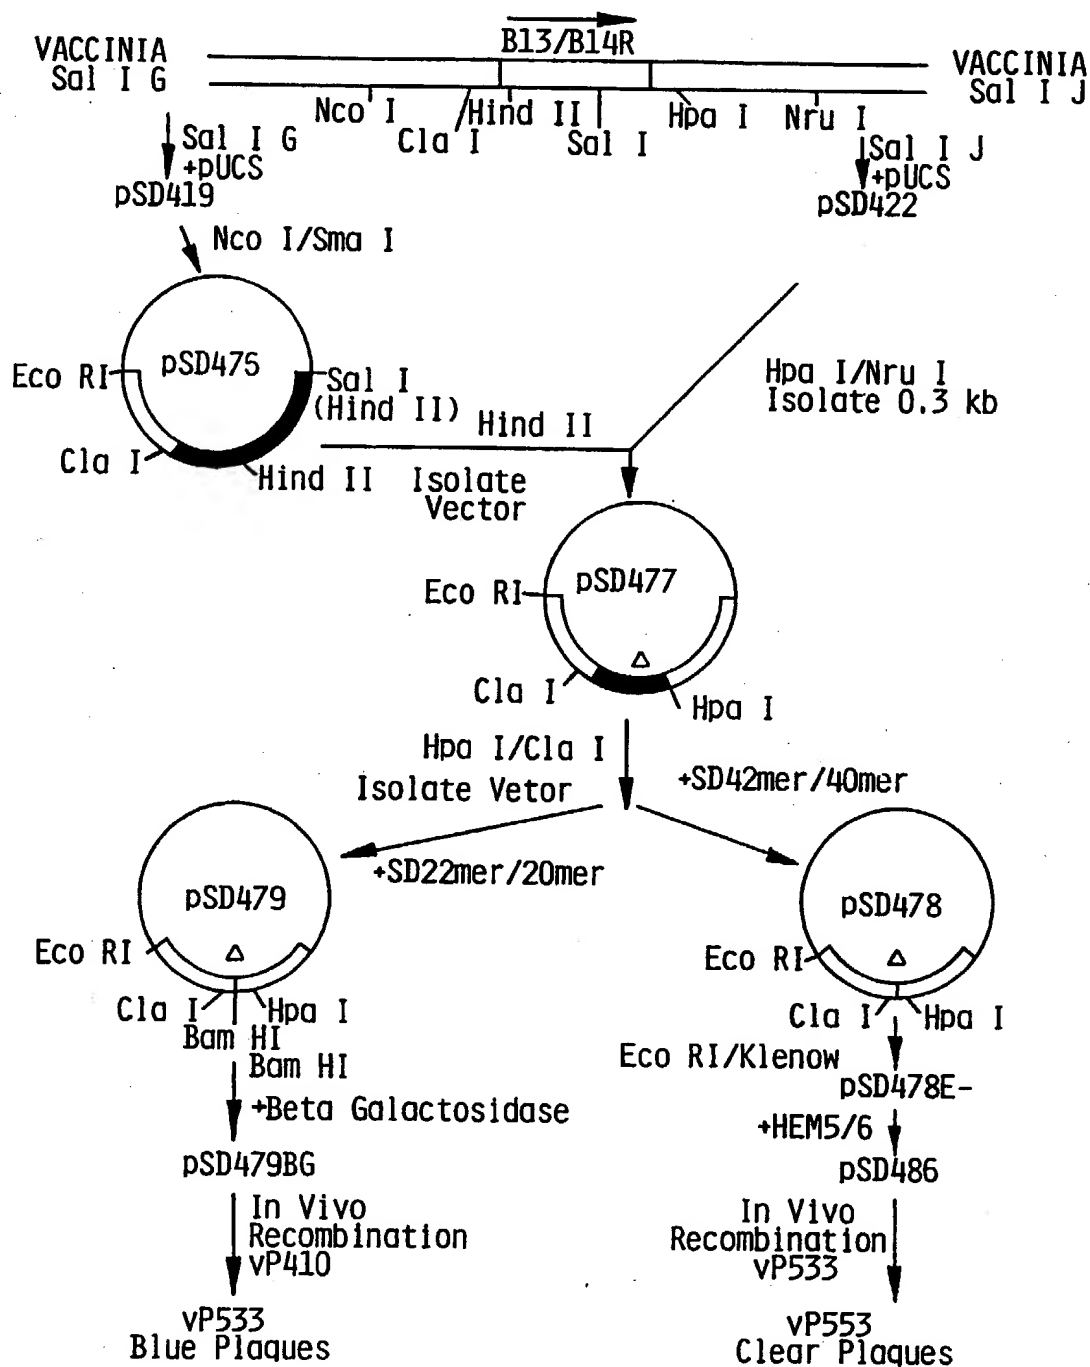 B13/B14R
VACCINIA
Sal I G
VACCINIA
Sal I J
Nco I
Cla I
Hind II
Sal I
Hpa I
Nru I
Sal I G
+pUCS
pSD419
Sal I J
+pUCS
pSD422
Nco I/Sma I
pSD475
Eco RI
Sal I
(Hind II)
Cla I
Hind II
Hind II
Isolate
Vector
Hpa I/Nru I
Isolate 0.3 kb
pSD477
Eco RI
Δ
Cla I
Hpa I
Hpa I/Cla I
Isolate Vetor
+SD42mer/40mer
+SD22mer/20mer
pSD479
Eco RI
Δ
Cla I
Hpa I
Bam HI
Bam HI
+Beta Galactosidase
pSD479BG
In Vivo
Recombination
vP410
vP533
Blue Plaques
pSD478
Eco RI
Δ
Cla I
Hpa I
Eco RI/Klenow
pSD478E-
+HEM5/6
pSD486
In Vivo
Recombination
vP533
vP553
Clear Plaques